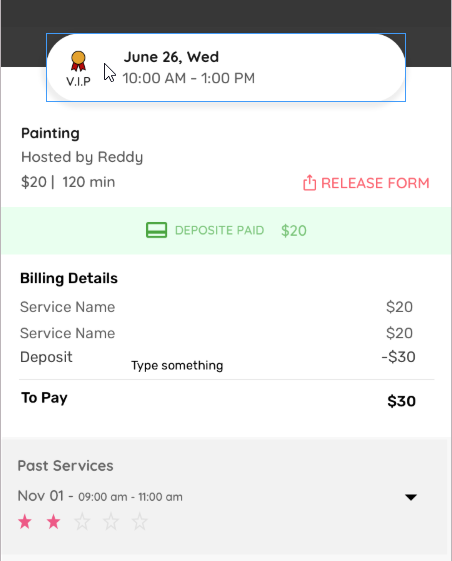 June 26, Wed
V.I.P
10:00 AM - 1:00 PM
Painting
Hosted by Reddy
$20 | 120 min
RELEASE FORM
DEPOSITE PAID $20
Billing Details
Service Name $20
Service Name $20
Deposit -$30
Type something
To Pay $30
Past Services
Nov 01 - 09:00 am - 11:00 am